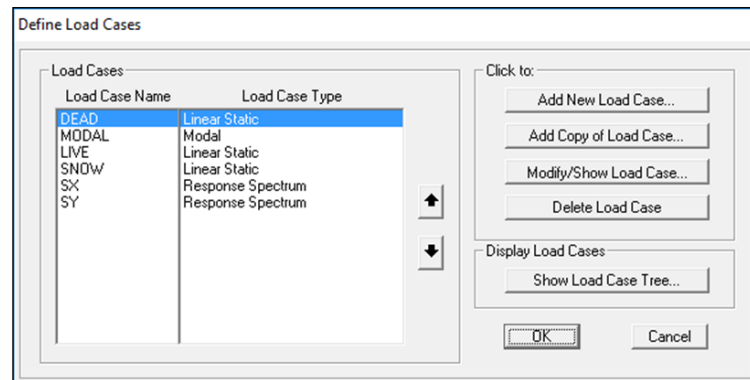 Define Load Cases
Load Cases
Load Case Name Load Case Type
DEAD Linear Static
MODAL Modal
LIVE Linear Static
SNOW Linear Static
SX Response Spectrum
SY Response Spectrum
Click to:
Add New Load Case...
Add Copy of Load Case...
Modify/Show Load Case...
Delete Load Case
Display Load Cases
Show Load Case Tree...
OK Cancel